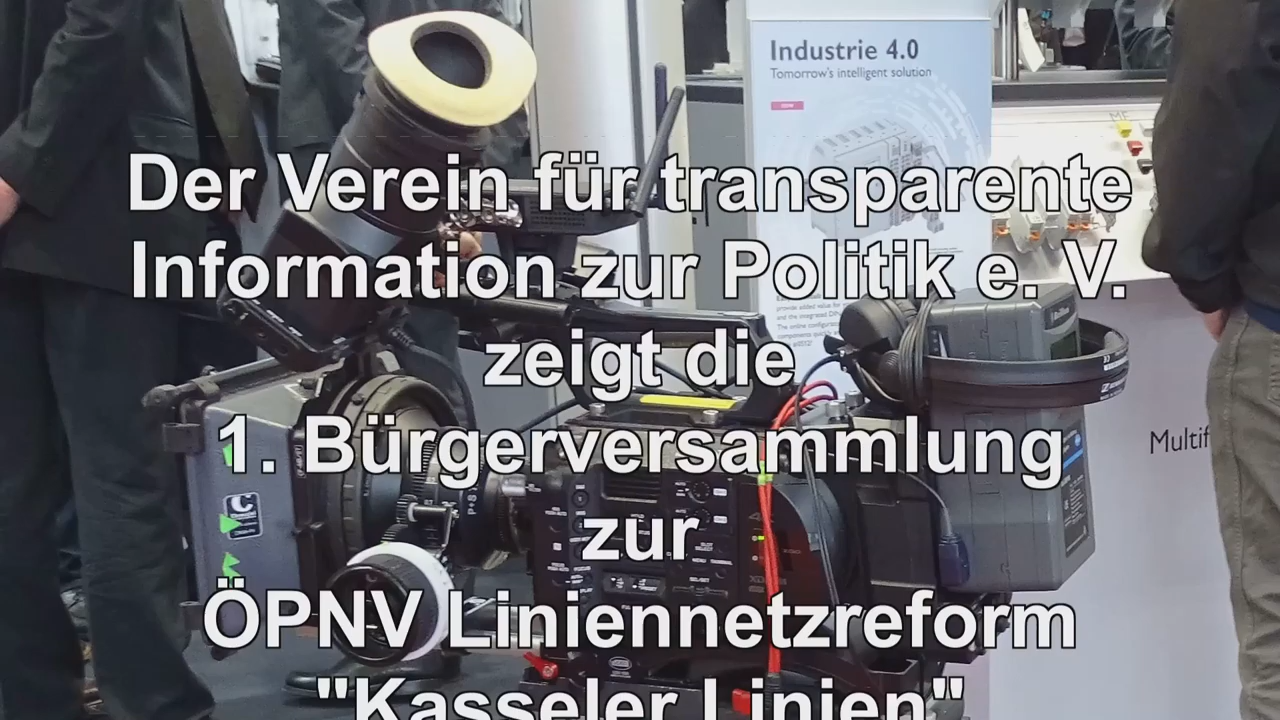 Industrie 4.0
Tomorrow's intelligent solution
Der Verein für transparente
Information zur Politik e. V.
zeigt die
1. Bürgerversammlung
zur
ÖPNV Liniennetzreform
"Kasseler Linien"
Multif